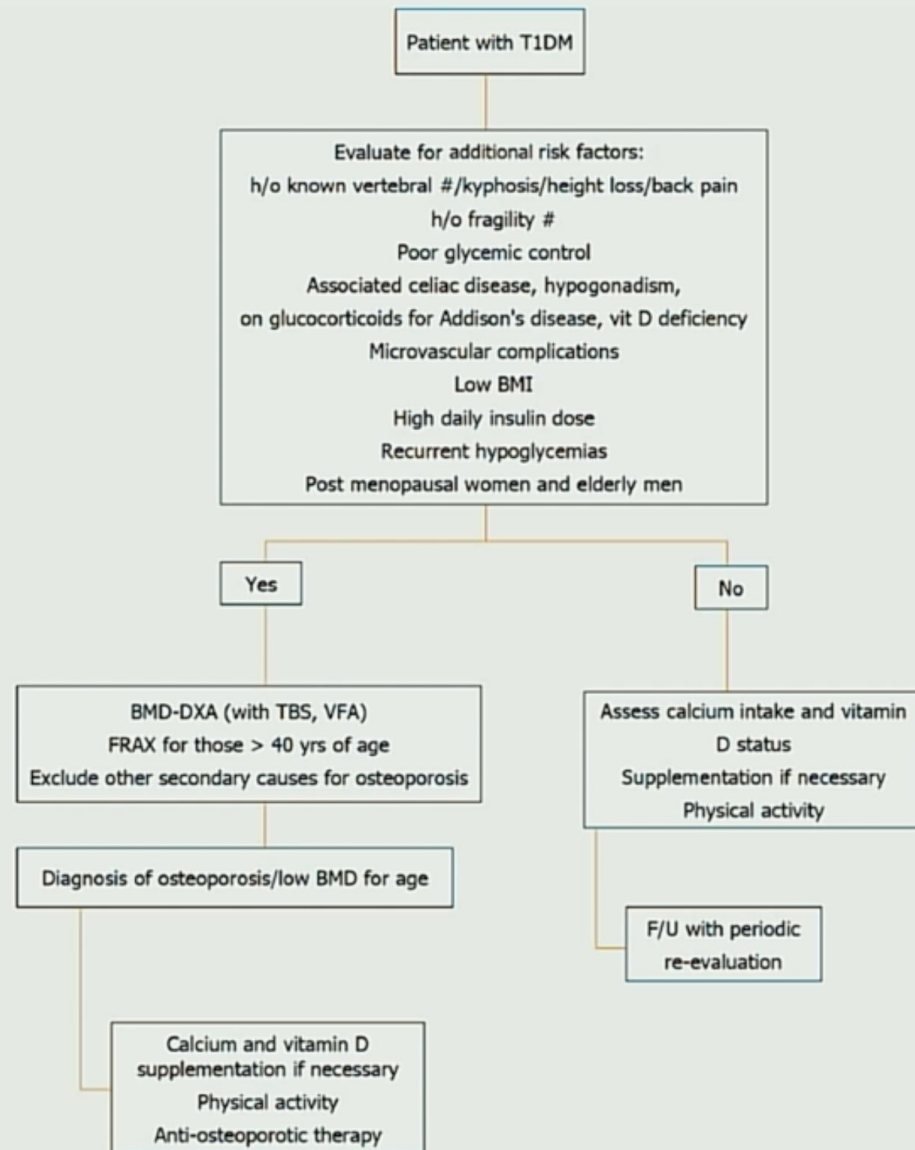 Patient with T1DM
Evaluate for additional risk factors:
h/o known vertebral #/kyphosis/height loss/back pain
h/o fragility #
Poor glycemic control
Associated celiac disease, hypogonadism,
on glucocorticoids for Addison's disease, vit D deficiency
Microvascular complications
Low BMI
High daily insulin dose
Recurrent hypoglycemias
Post menopausal women and elderly men
Yes
No
BMD-DXA (with TBS, VFA)
FRAX for those > 40 yrs of age
Exclude other secondary causes for osteoporosis
Assess calcium intake and vitamin
D status
Supplementation if necessary
Physical activity
Diagnosis of osteoporosis/low BMD for age
F/U with periodic
re-evaluation
Calcium and vitamin D
supplementation if necessary
Physical activity
Anti-osteoporotic therapy